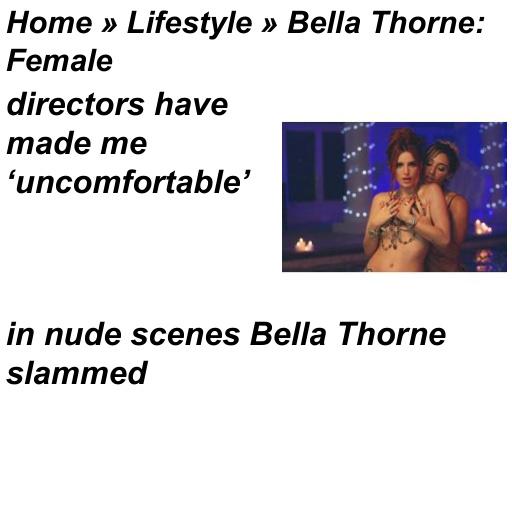 Home » Lifestyle » Bella Thorne:
Female
directors have
made me
‘uncomfortable’
in nude scenes Bella Thorne
slammed